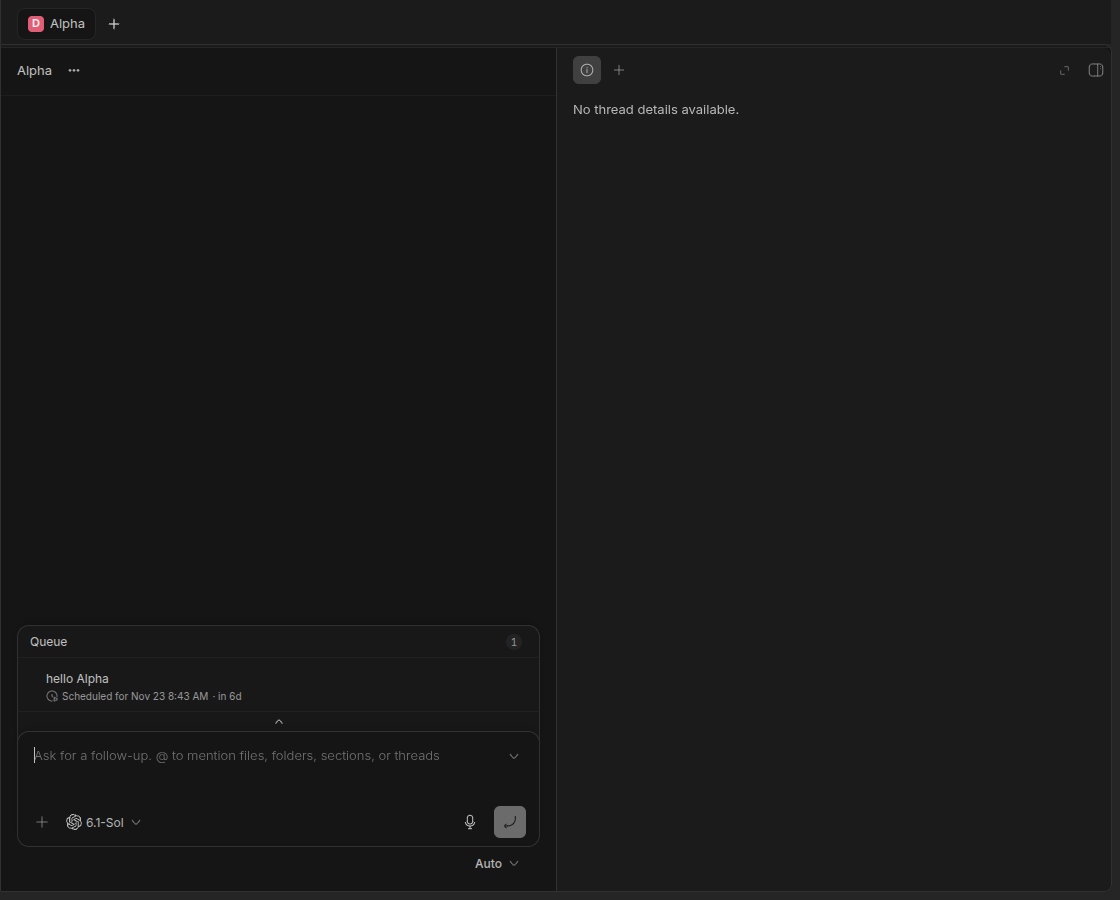 D Alpha
Alpha
No thread details available.
Queue 1
hello Alpha
Scheduled for Nov 23 8:43 AM · in 6d
Ask for a follow-up. @ to mention files, folders, sections, or threads
6.1-Sol
Auto